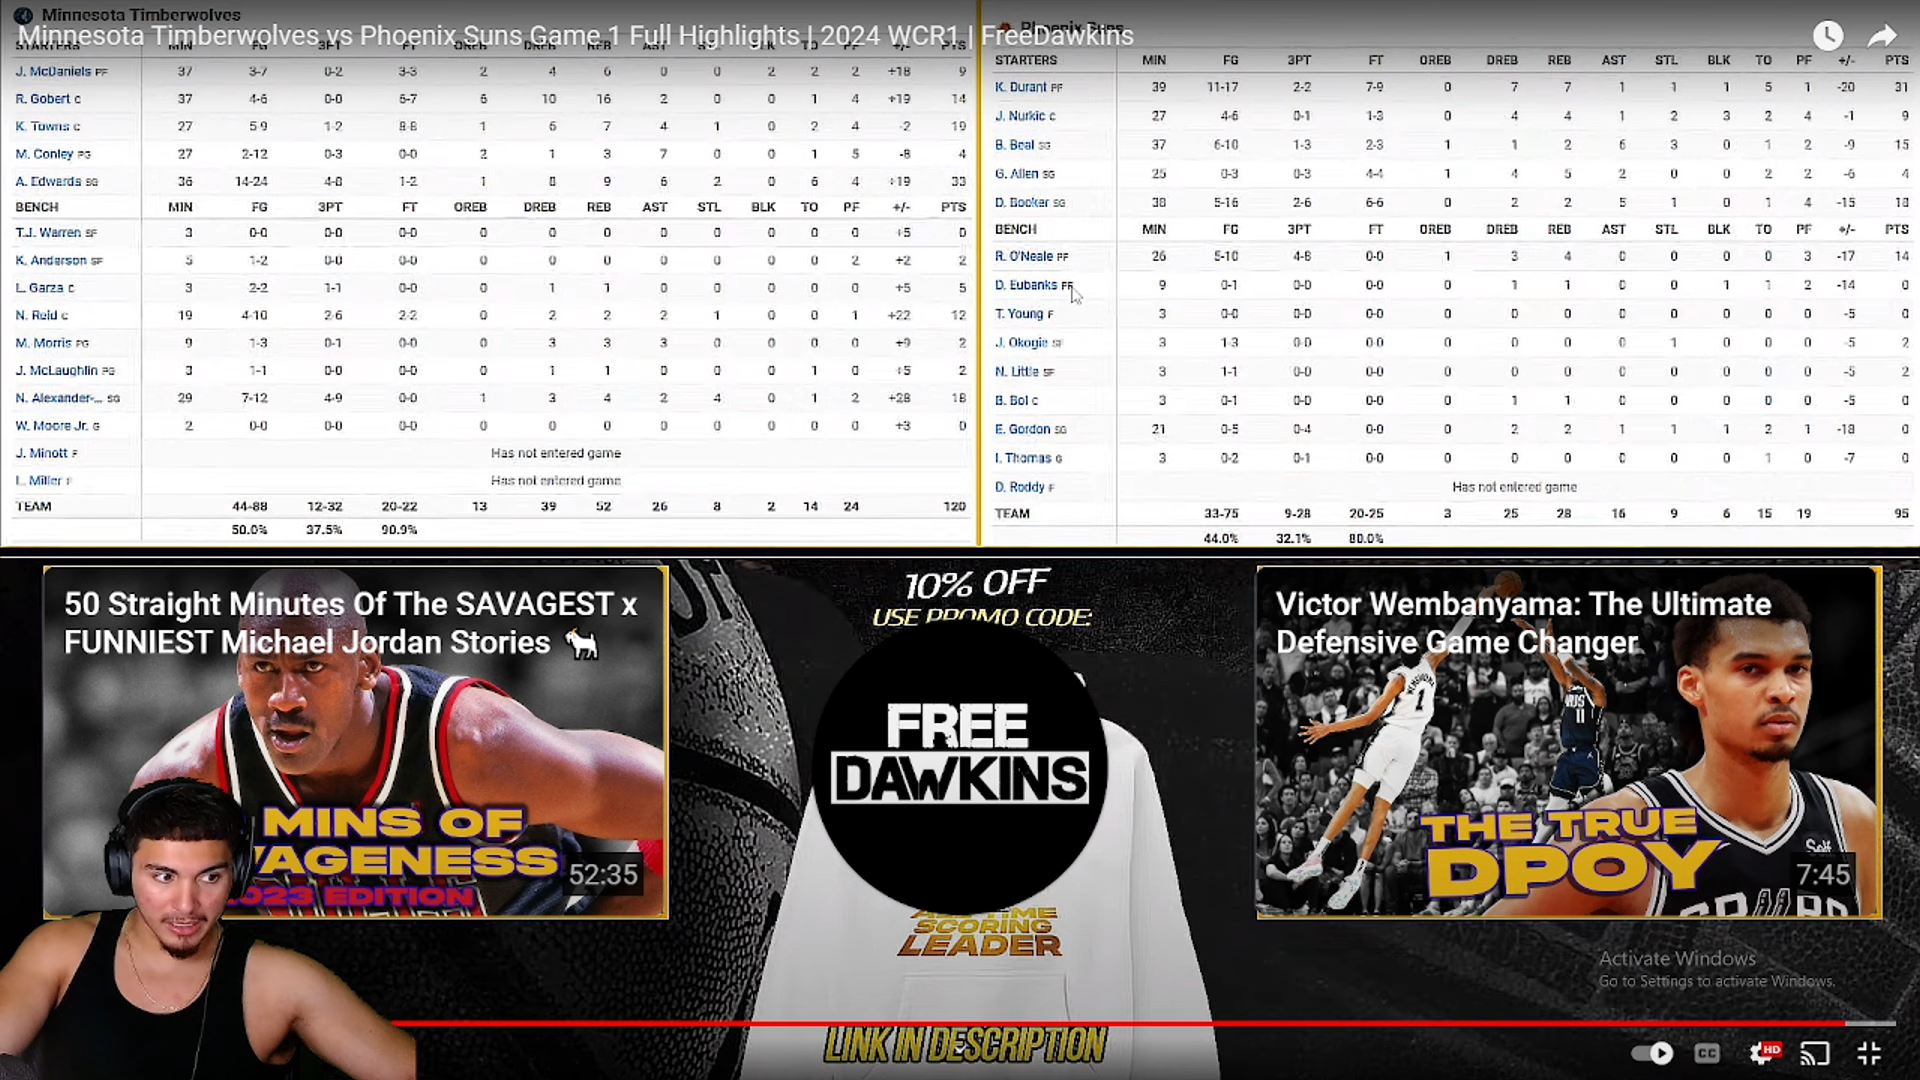 Minnesota Timberwolves
Minnesota Timberwolves vs Phoenix Suns Game 1 Full Highlights | 2024 WCR1 | FreeDawkins
STARTERS MIN FG 3PT FT OREB DREB REB AST STL BLK TO PF +/- PTS
J. McDaniels PF 37 3-7 0-2 3-3 2 4 6 0 0 2 2 2 +18 9
R. Gobert C 37 4-6 0-0 6-7 6 10 16 2 0 0 1 4 +19 14
K. Towns C 27 5-9 1-2 8-8 1 6 7 4 1 0 2 4 -2 19
M. Conley PG 27 2-12 0-3 0-0 2 1 3 7 0 0 1 5 -8 4
A. Edwards SG 36 14-24 4-8 1-2 1 8 9 6 2 0 6 4 +19 33
BENCH MIN FG 3PT FT OREB DREB REB AST STL BLK TO PF +/- PTS
T.J. Warren SF 3 0-0 0-0 0-0 0 0 0 0 0 0 0 0 +5 0
K. Anderson SF 5 1-2 0-0 0-0 0 0 0 0 0 0 0 2 +2 2
L. Garza C 3 2-2 1-1 0-0 0 1 1 0 0 0 0 0 +5 5
N. Reid C 19 4-10 2-6 2-2 0 2 2 2 1 0 0 1 +22 12
M. Morris PG 9 1-3 0-1 0-0 0 3 3 3 0 0 0 0 +9 2
J. McLaughlin PG 3 1-1 0-0 0-0 0 1 1 0 0 0 1 0 +5 2
N. Alexander-... SG 29 7-12 4-9 0-0 1 3 4 2 4 0 1 2 +28 18
W. Moore Jr. G 2 0-0 0-0 0-0 0 0 0 0 0 0 0 0 +3 0
J. Minott F Has not entered game
L. Miller F Has not entered game
TEAM 44-88 12-32 20-22 13 39 52 26 8 2 14 24 120
50.0% 37.5% 90.9%
Phoenix Suns
STARTERS MIN FG 3PT FT OREB DREB REB AST STL BLK TO PF +/- PTS
K. Durant PF 39 11-17 2-2 7-9 0 7 7 1 1 1 5 1 -20 31
J. Nurkic C 27 4-6 0-1 1-3 0 4 4 1 2 3 2 4 -1 9
B. Beal SG 37 6-10 1-3 2-3 1 1 2 6 3 0 1 2 -9 15
G. Allen SG 25 0-3 0-3 4-4 1 4 5 2 0 0 2 2 -6 4
D. Booker SG 38 5-16 2-6 6-6 0 2 2 5 1 0 1 4 -15 18
BENCH MIN FG 3PT FT OREB DREB REB AST STL BLK TO PF +/- PTS
R. O'Neale PF 26 5-10 4-8 0-0 1 3 4 0 0 0 0 3 -17 14
D. Eubanks PF 9 0-1 0-0 0-0 0 1 1 0 0 1 1 2 -14 0
T. Young F 3 0-0 0-0 0-0 0 0 0 0 0 0 0 0 -5 0
J. Okogie SF 3 1-3 0-0 0-0 0 0 0 0 1 0 0 0 -5 2
N. Little SF 3 1-1 0-0 0-0 0 0 0 0 0 0 0 0 -5 2
B. Bol C 3 0-1 0-0 0-0 0 1 1 0 0 0 0 0 -5 0
E. Gordon SG 21 0-5 0-4 0-0 0 2 2 1 1 1 2 1 -18 0
I. Thomas G 3 0-2 0-1 0-0 0 0 0 0 0 0 1 0 -7 0
D. Roddy F Has not entered game
TEAM 33-75 9-28 20-25 3 25 28 16 9 6 15 19 95
44.0% 32.1% 80.0%
50 Straight Minutes Of The SAVAGEST x
FUNNIEST Michael Jordan Stories
MINS OF
2023 EDITION
52:35
10% OFF
USE PROMO CODE:
FREE
DAWKINS
ALL TIME
SCORING
LEADER
LINK IN DESCRIPTION
Victor Wembanyama: The Ultimate
Defensive Game Changer
THE TRUE
DPOY
7:45
Activate Windows
Go to Settings to activate Windows.
CC
HD